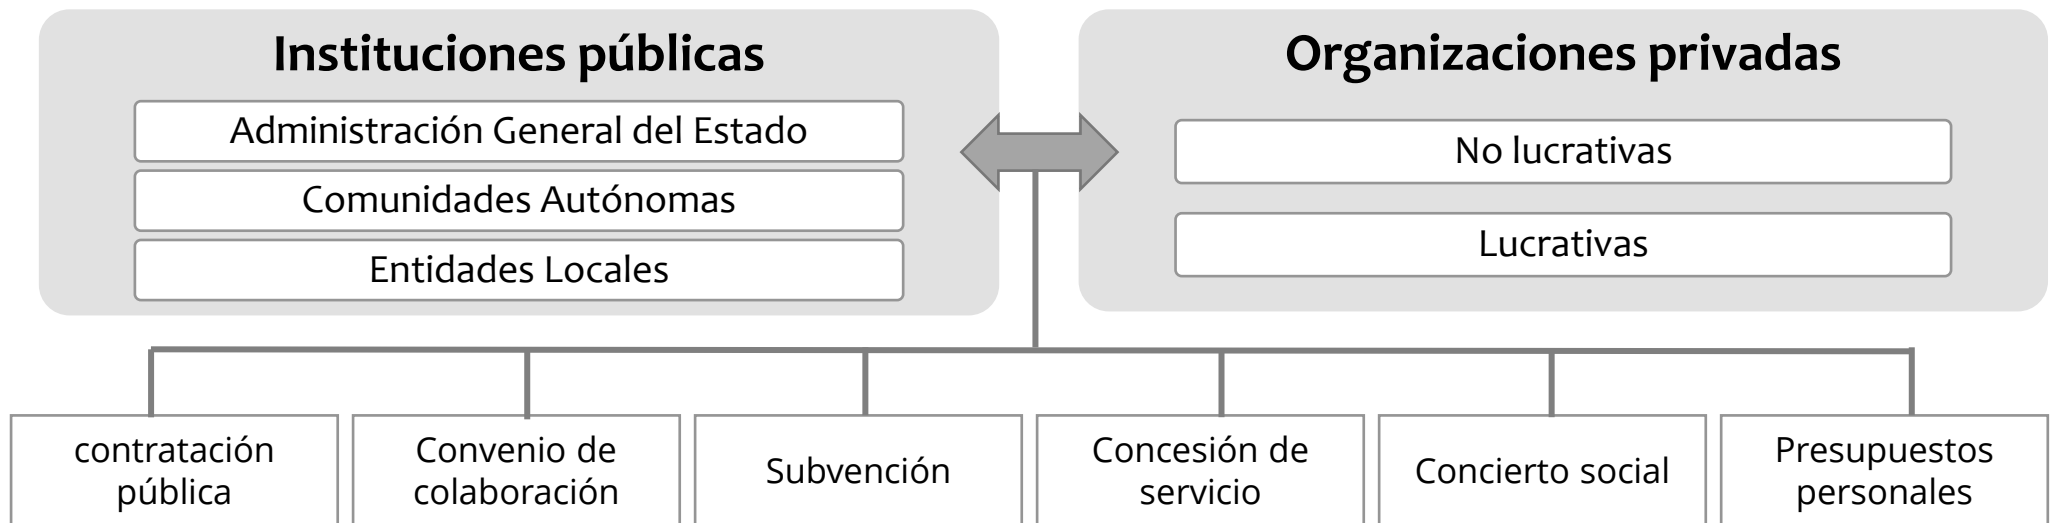 Instituciones públicas
Administración General del Estado
Comunidades Autónomas
Entidades Locales
Organizaciones privadas
No lucrativas
Lucrativas
contratación
pública
Convenio de
colaboración
Subvención
Concesión de
servicio
Concierto social
Presupuestos
personales